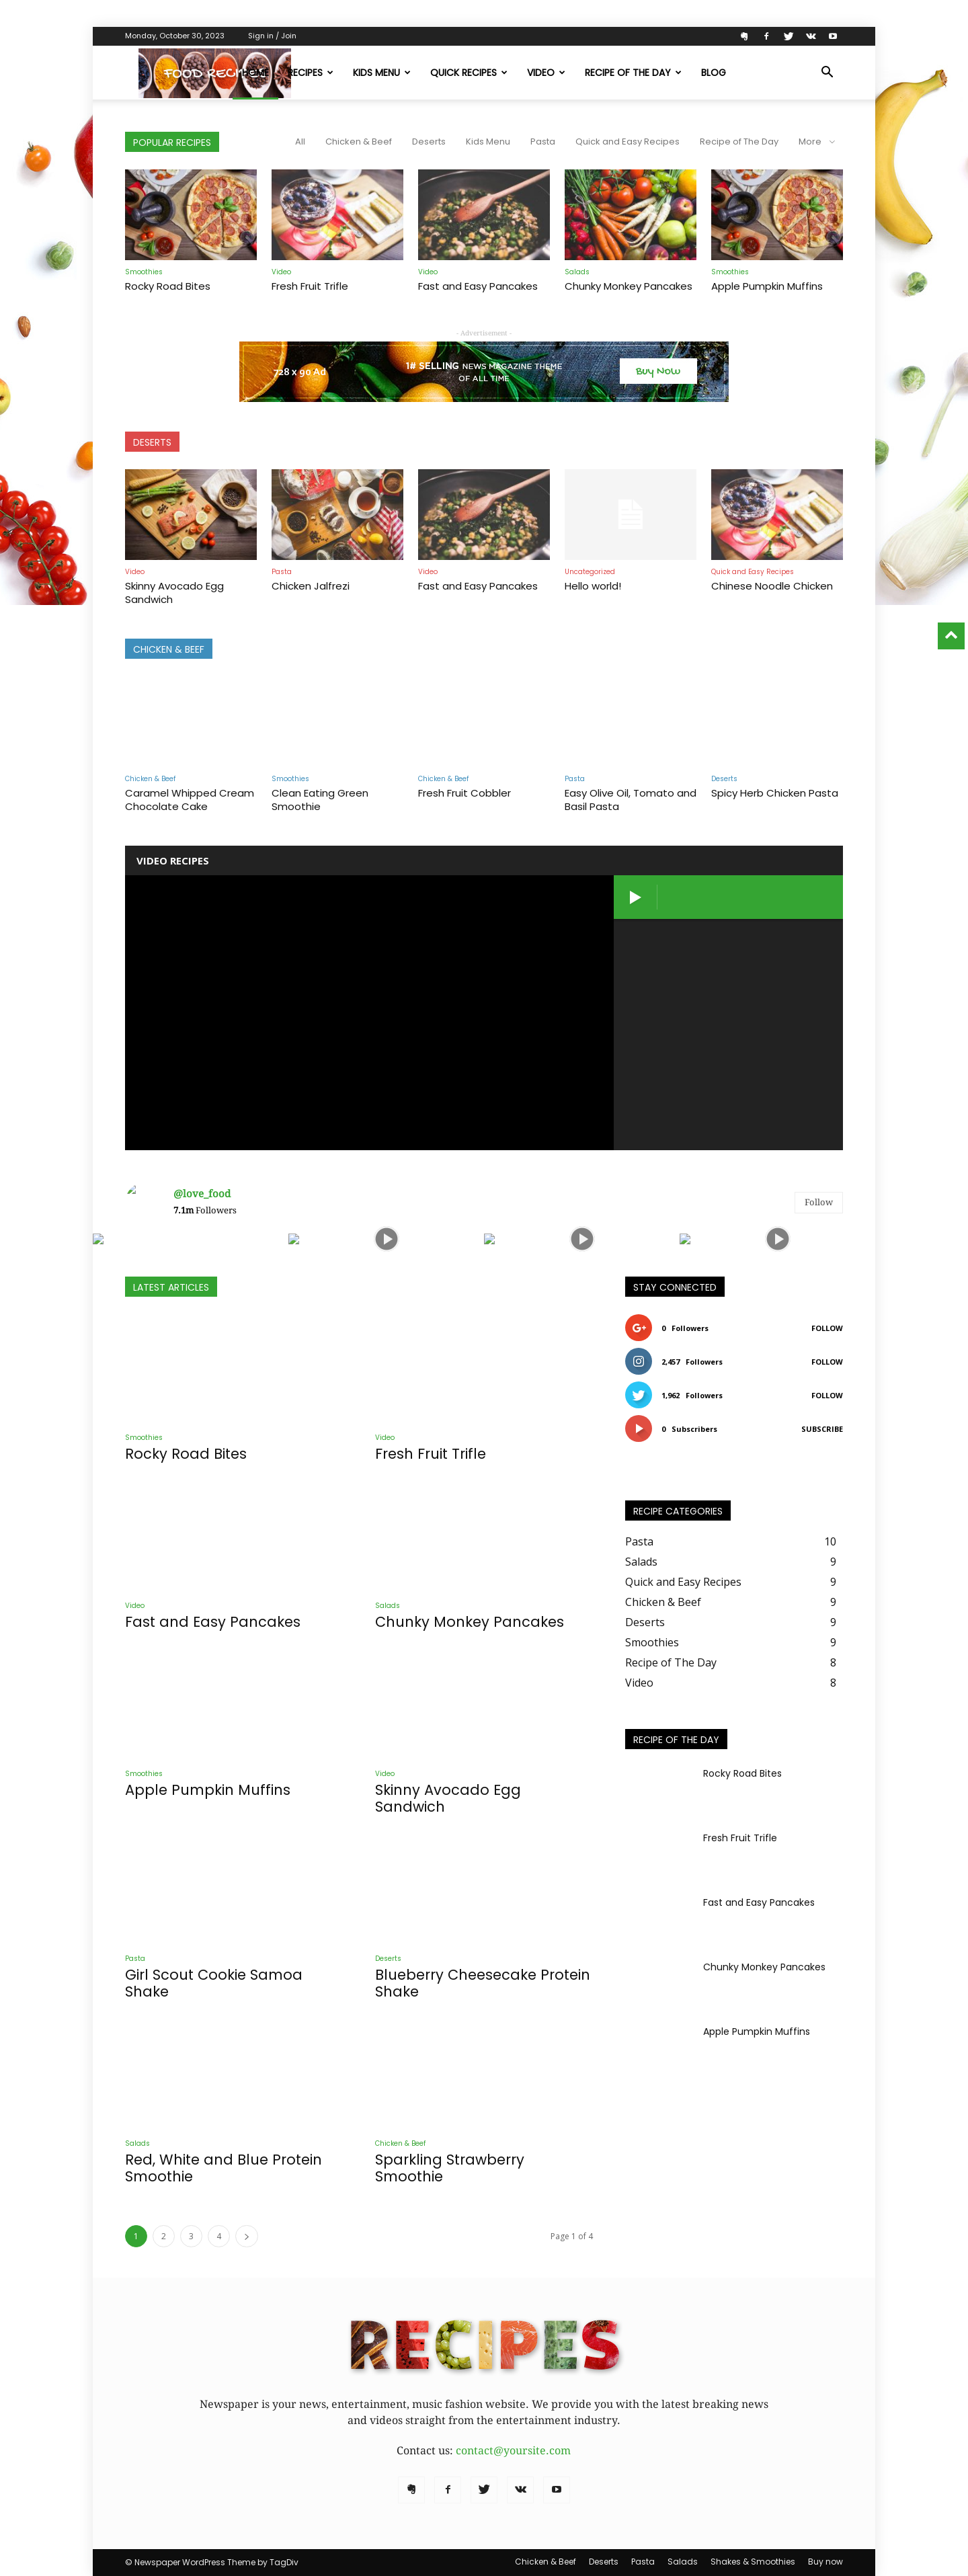 Monday, October 30, 2023 Sign in / Join
FOOD RECIPES HOME RECIPES KIDS MENU QUICK RECIPES VIDEO RECIPE OF THE DAY BLOG
POPULAR RECIPES All Chicken & Beef Deserts Kids Menu Pasta Quick and Easy Recipes Recipe of The Day More
Smoothies Video Video Salads Smoothies
Rocky Road Bites Fresh Fruit Trifle Fast and Easy Pancakes Chunky Monkey Pancakes Apple Pumpkin Muffins
- Advertisement -
728 x 90 Ad 1# SELLING NEWS MAGAZINE THEME OF ALL TIME Buy Now
DESERTS
Video Pasta Video Uncategorized Quick and Easy Recipes
Skinny Avocado Egg Sandwich Chicken Jalfrezi Fast and Easy Pancakes Hello world! Chinese Noodle Chicken
CHICKEN & BEEF
Chicken & Beef Smoothies Chicken & Beef Pasta Deserts
Caramel Whipped Cream Chocolate Cake Clean Eating Green Smoothie Fresh Fruit Cobbler Easy Olive Oil, Tomato and Basil Pasta Spicy Herb Chicken Pasta
VIDEO RECIPES
@love_food
7.1m Followers
Follow
LATEST ARTICLES
Smoothies
Rocky Road Bites
Video
Fresh Fruit Trifle
Video
Fast and Easy Pancakes
Salads
Chunky Monkey Pancakes
Smoothies
Apple Pumpkin Muffins
Video
Skinny Avocado Egg
Sandwich
Pasta
Girl Scout Cookie Samoa
Shake
Deserts
Blueberry Cheesecake Protein
Shake
Salads
Red, White and Blue Protein
Smoothie
Chicken & Beef
Sparkling Strawberry
Smoothie
1 2 3 4 Page 1 of 4
STAY CONNECTED
0 Followers FOLLOW
2,457 Followers FOLLOW
1,962 Followers FOLLOW
0 Subscribers SUBSCRIBE
RECIPE CATEGORIES
Pasta 10
Salads 9
Quick and Easy Recipes 9
Chicken & Beef 9
Deserts 9
Smoothies 9
Recipe of The Day 8
Video 8
RECIPE OF THE DAY
Rocky Road Bites
Fresh Fruit Trifle
Fast and Easy Pancakes
Chunky Monkey Pancakes
Apple Pumpkin Muffins
RECIPES
Newspaper is your news, entertainment, music fashion website. We provide you with the latest breaking news
and videos straight from the entertainment industry.
Contact us: contact@yoursite.com
© Newspaper WordPress Theme by TagDiv Chicken & Beef Deserts Pasta Salads Shakes & Smoothies Buy now